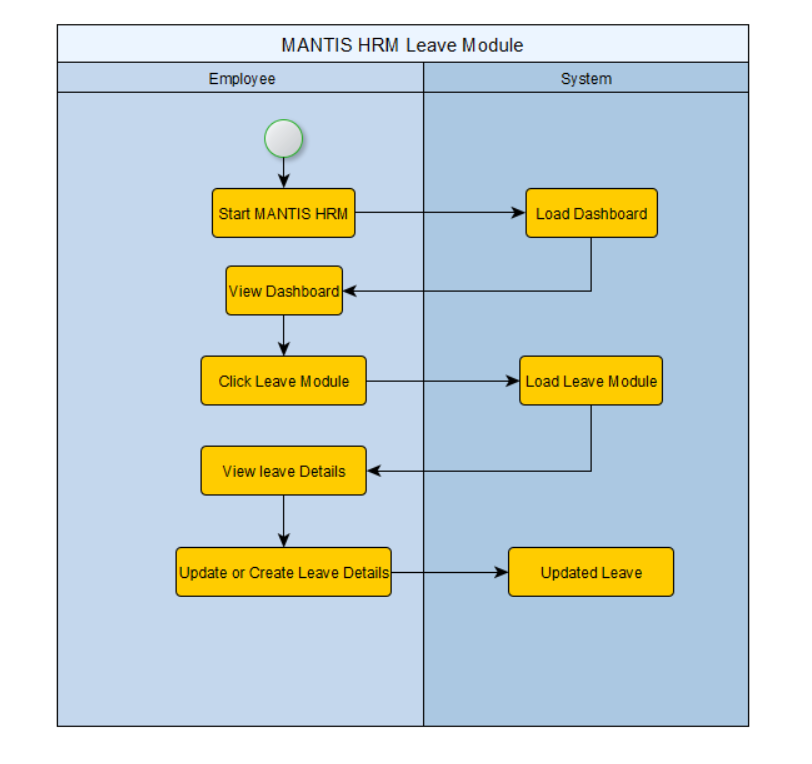 MANTIS HRM Leave Module
Employee
System
Start MANTIS HRM
Load Dashboard
View Dashboard
Click Leave Module
Load Leave Module
View leave Details
Update or Create Leave Details
Updated Leave